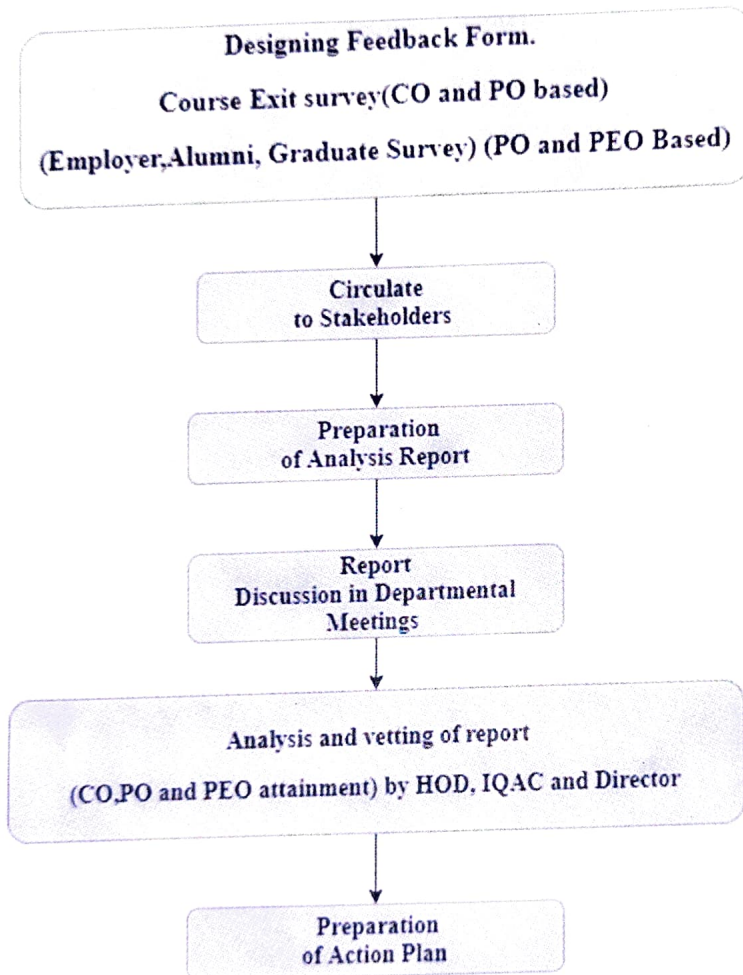 Designing Feedback Form.
Course Exit survey(CO and PO based)
(Employer,Alumni, Graduate Survey) (PO and PEO Based)
Circulate
to Stakeholders
Preparation
of Analysis Report
Report
Discussion in Departmental
Meetings
Analysis and vetting of report
(CO,PO and PEO attainment) by HOD, IQAC and Director
Preparation
of Action Plan